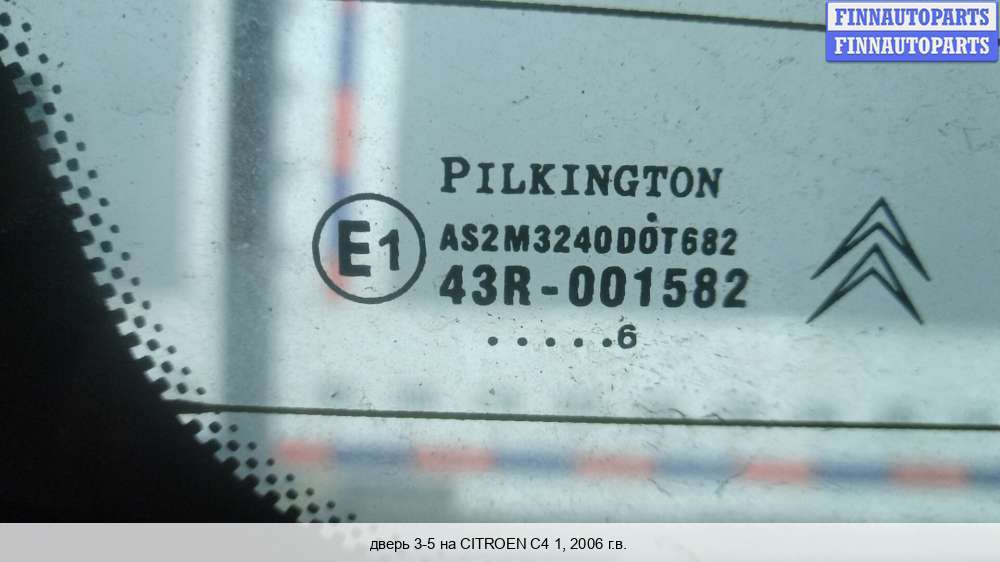 FINNAUTOPARTS
FINNAUTOPARTS
PILKINGTON
E1
AS2M3240DOT682
43R-001582
.....6
дверь 3-5 на CITROEN C4 1, 2006 г.в.